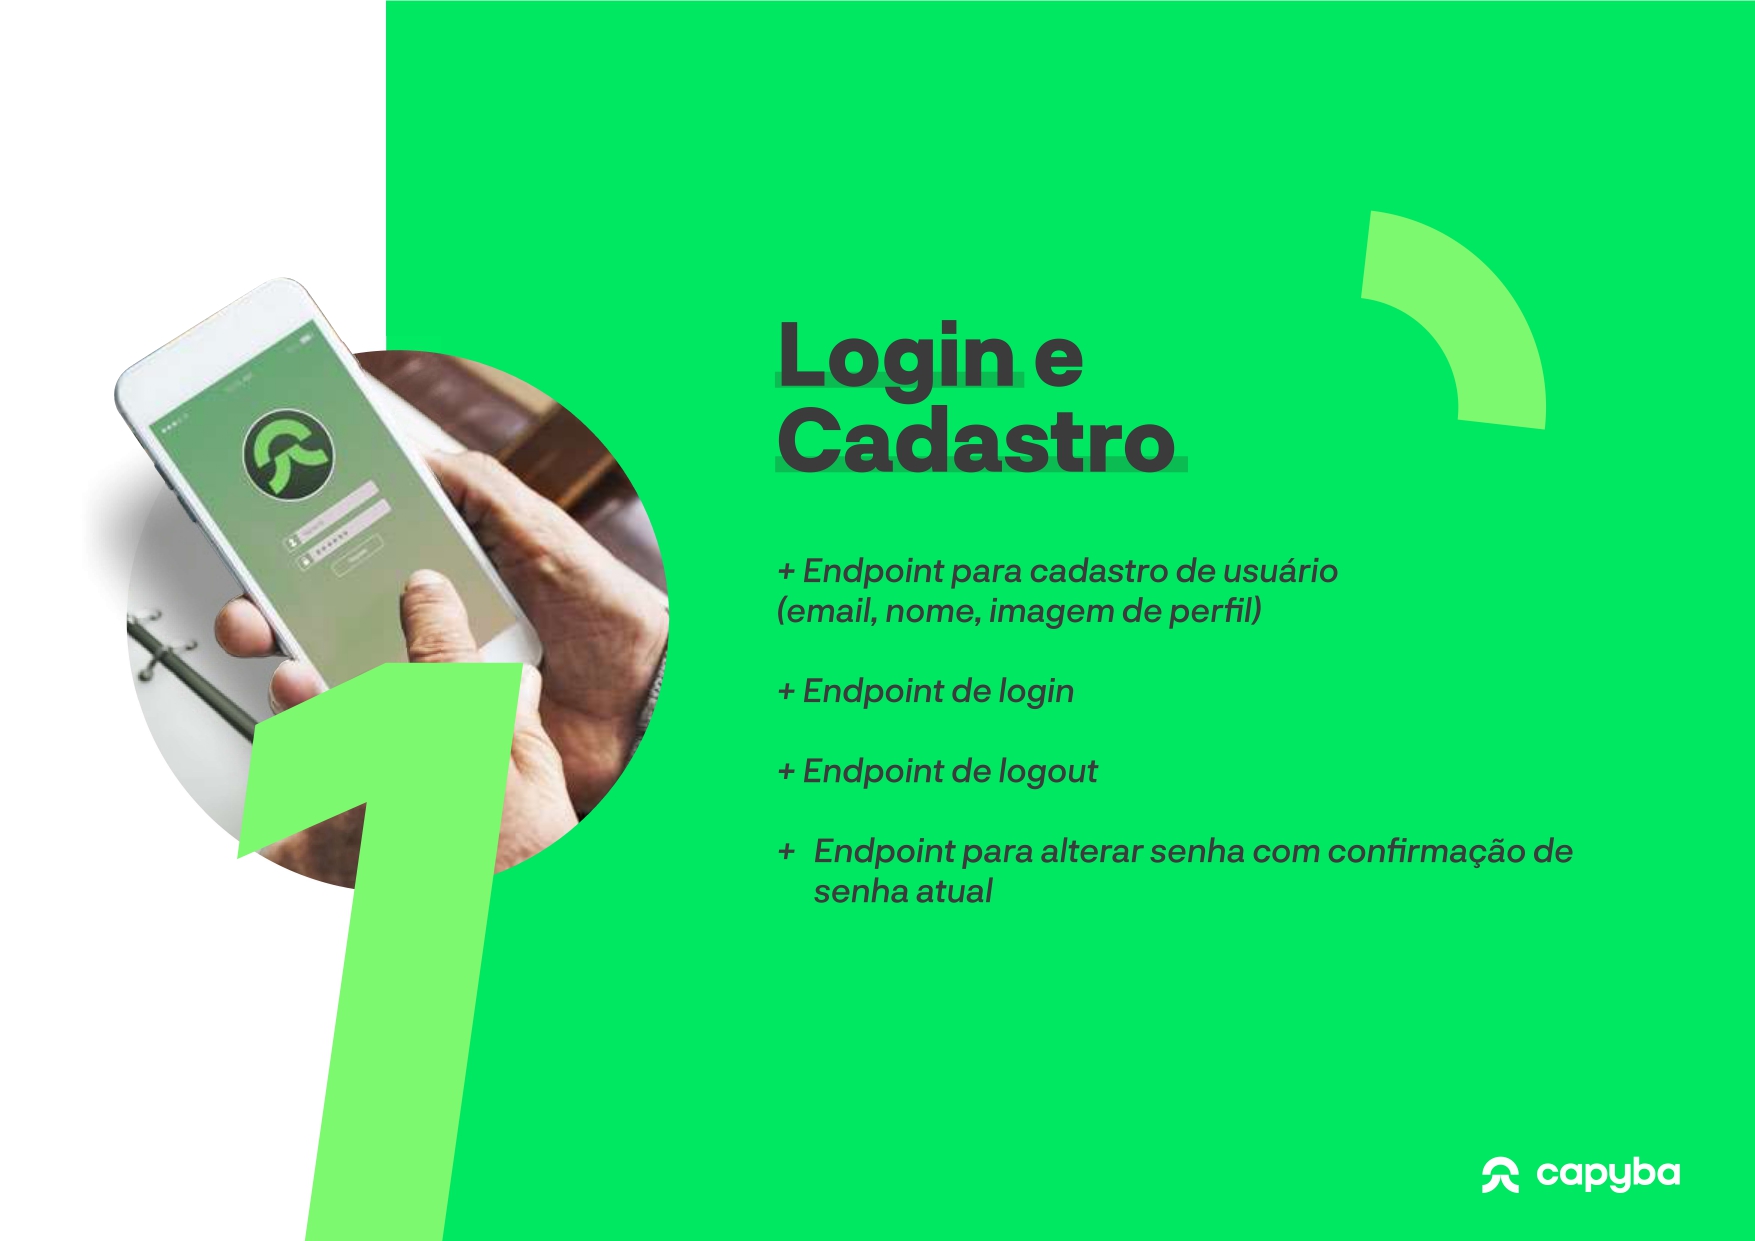 Login e
Cadastro
+ Endpoint para cadastro de usuário
(email, nome, imagem de perfil)
+ Endpoint de login
+ Endpoint de logout
+ Endpoint para alterar senha com confirmação de
senha atual
1
capyba